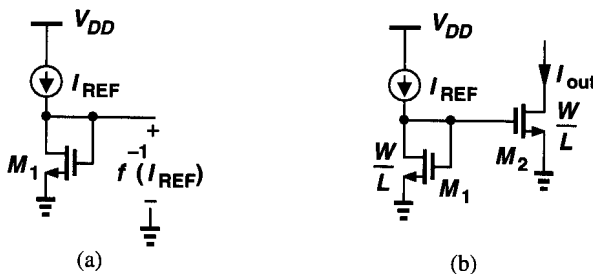 V_DD
I_REF
M_1
+
f^-1 (I_REF)
−
(a)
V_DD
I_REF
I_out
W/L
M_1
W/L
M_2
(b)